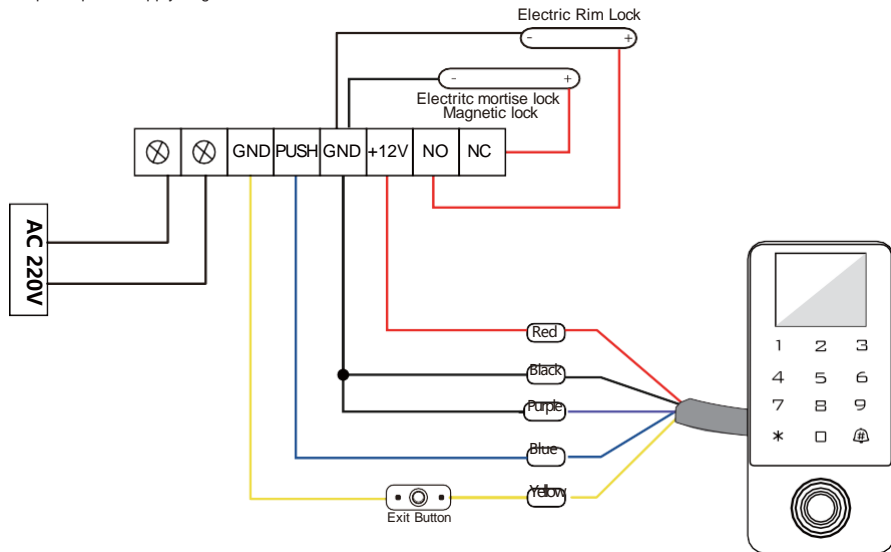 Electric Rim Lock
- +
- +
Electritc mortise lock
Magnetic lock
GND PUSH GND +12V NO NC
AC 220V
Red
Black
Purple
Blue
Yellow
Exit Button
1 2 3
4 5 6
7 8 9
* 0 #